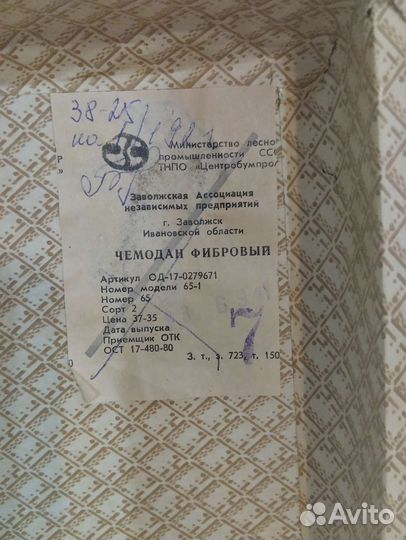 38-25
Министерство лесно
Р промышленности ССС
" ТНПО «Центробумпро
Заволжская Ассоциация
независимых предприятий
г. Заволжск
Ивановской области
ЧЕМОДАН ФИБРОВЫЙ
Артикул ОД-17-0279671
Номер модели 65-1
Номер 65
Сорт 2
Цена 37-35
Дата выпуска
Приемщик ОТК
ОСТ 17-480-80
7
О З. т., з. 723, т. 150
Avito